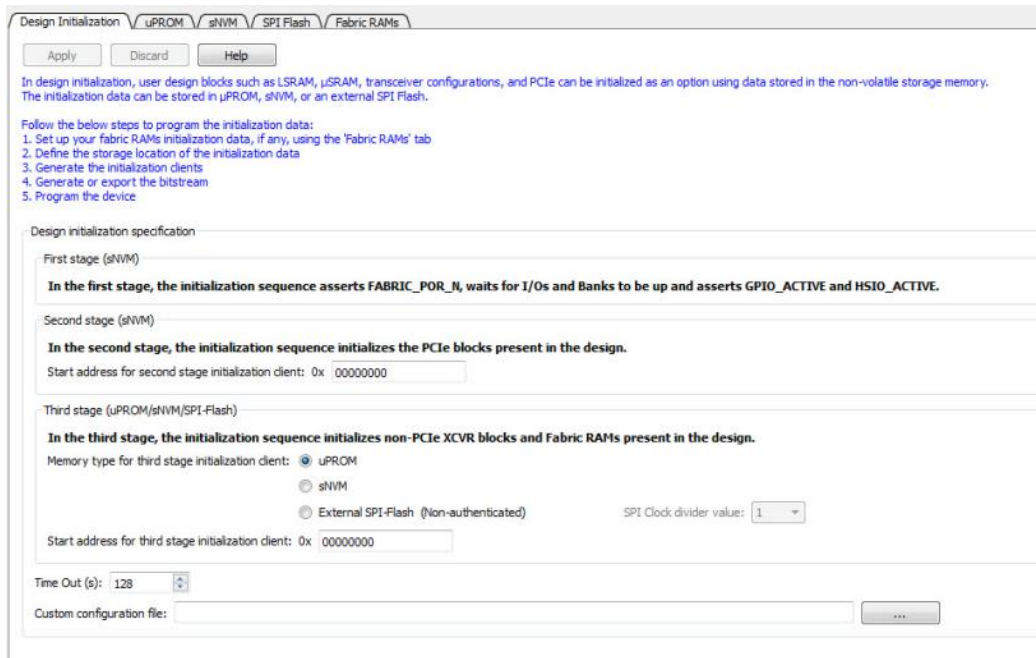 Design Initialization uPROM sNVM SPI Flash Fabric RAMs
Apply Discard Help
In design initialization, user design blocks such as LSRAM, µSRAM, transceiver configurations, and PCIe can be initialized as an option using data stored in the non-volatile storage memory.
The initialization data can be stored in µPROM, sNVM, or an external SPI Flash.
Follow the below steps to program the initialization data:
1. Set up your fabric RAMs initialization data, if any, using the 'Fabric RAMs' tab
2. Define the storage location of the initialization data
3. Generate the initialization clients
4. Generate or export the bitstream
5. Program the device
Design initialization specification
First stage (sNVM)
In the first stage, the initialization sequence asserts FABRIC_POR_N, waits for I/Os and Banks to be up and asserts GPIO_ACTIVE and HSIO_ACTIVE.
Second stage (sNVM)
In the second stage, the initialization sequence initializes the PCIe blocks present in the design.
Start address for second stage initialization client: 0x 00000000
Third stage (uPROM/sNVM/SPI-Flash)
In the third stage, the initialization sequence initializes non-PCIe XCVR blocks and Fabric RAMs present in the design.
Memory type for third stage initialization client: uPROM
sNVM
External SPI-Flash (Non-authenticated) SPI Clock divider value: 1
Start address for third stage initialization client: 0x 00000000
Time Out (s): 128
Custom configuration file: ...